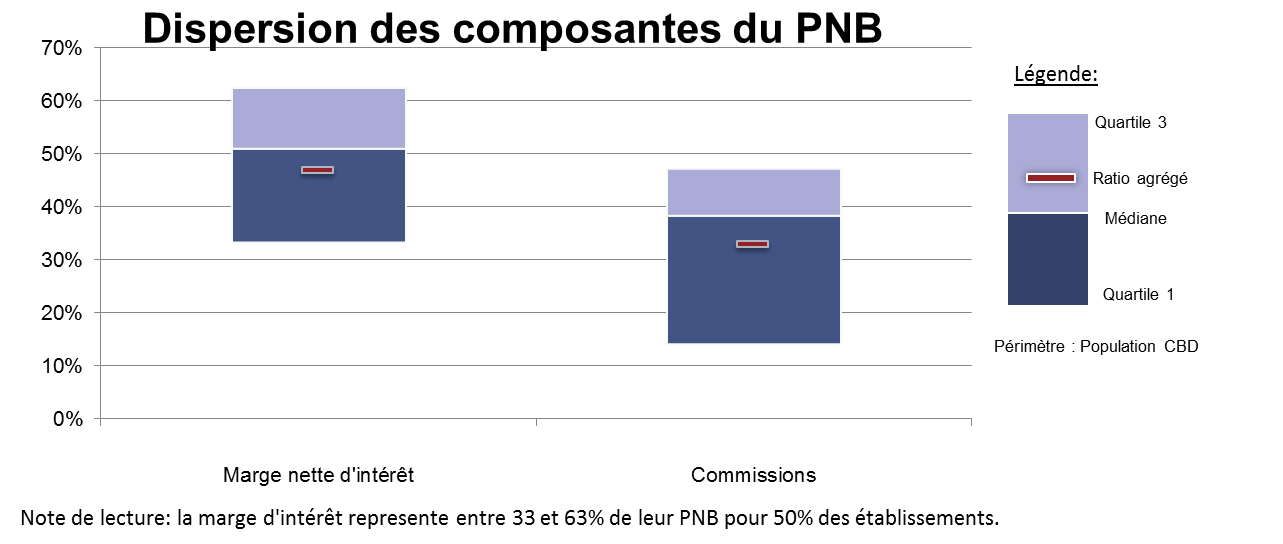 Dispersion des composantes du PNB
70%
60%
50%
40%
30%
20%
10%
0%
Marge nette d'intérêt
Commissions
Légende:
Quartile 3
Ratio agrégé
Médiane
Quartile 1
Périmètre : Population CBD
Note de lecture: la marge d'intérêt represente entre 33 et 63% de leur PNB pour 50% des établissements.